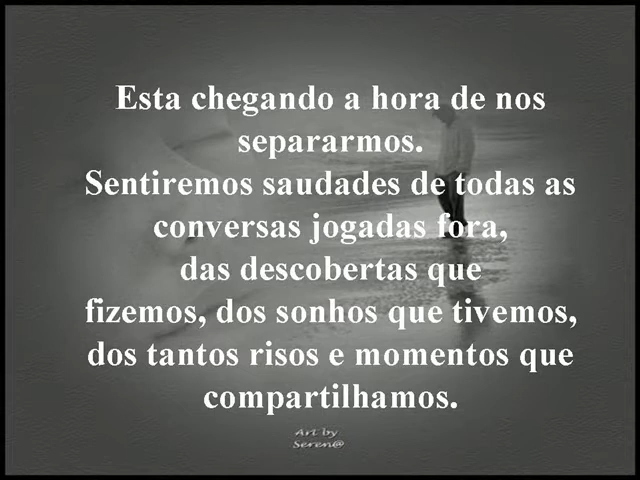 Esta chegando a hora de nos
separarmos.
Sentiremos saudades de todas as
conversas jogadas fora,
das descobertas que
fizemos, dos sonhos que tivemos,
dos tantos risos e momentos que
compartilhamos.
Art by
Seren@